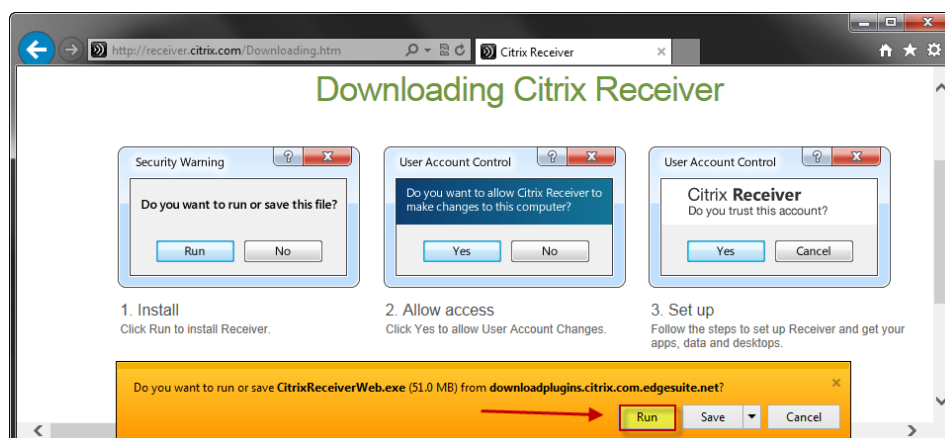 http://receiver.citrix.com/Downloading.htm
Citrix Receiver
Downloading Citrix Receiver
Security Warning
Do you want to run or save this file?
Run
No
User Account Control
Do you want to allow Citrix Receiver to
make changes to this computer?
Yes
No
User Account Control
Citrix Receiver
Do you trust this account?
Yes
Cancel
1. Install
Click Run to install Receiver.
2. Allow access
Click Yes to allow User Account Changes.
3. Set up
Follow the steps to set up Receiver and get your
apps, data and desktops.
Do you want to run or save CitrixReceiverWeb.exe (51.0 MB) from downloadplugins.citrix.com.edgesuite.net?
Run
Save
Cancel